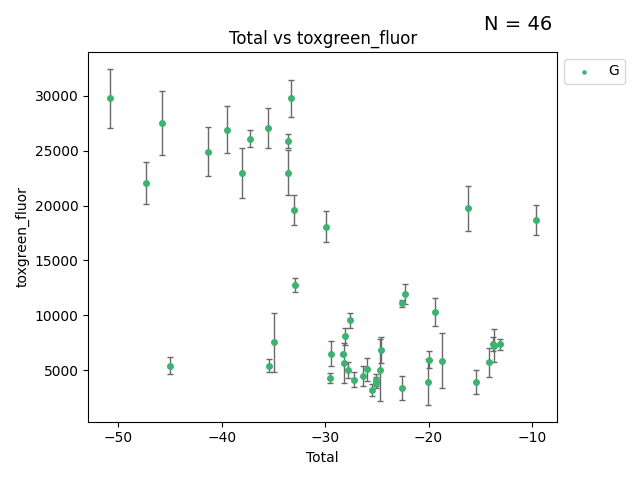 N = 46
Total vs toxgreen_fluor
G
30000
25000
20000
15000
10000
5000
toxgreen_fluor
−50 −40 −30 −20 −10
Total